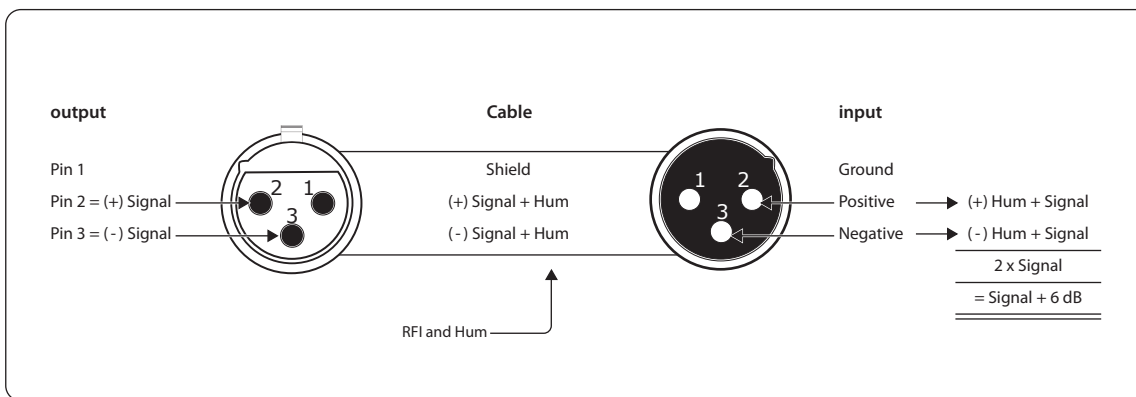 output
Cable
input
Pin 1
Shield
Ground
Pin 2 = (+) Signal
2 1
(+) Signal + Hum
1 2
Positive
(+) Hum + Signal
3
3
Pin 3 = (-) Signal
(-) Signal + Hum
Negative
(-) Hum + Signal
2 x Signal
= Signal + 6 dB
RFI and Hum